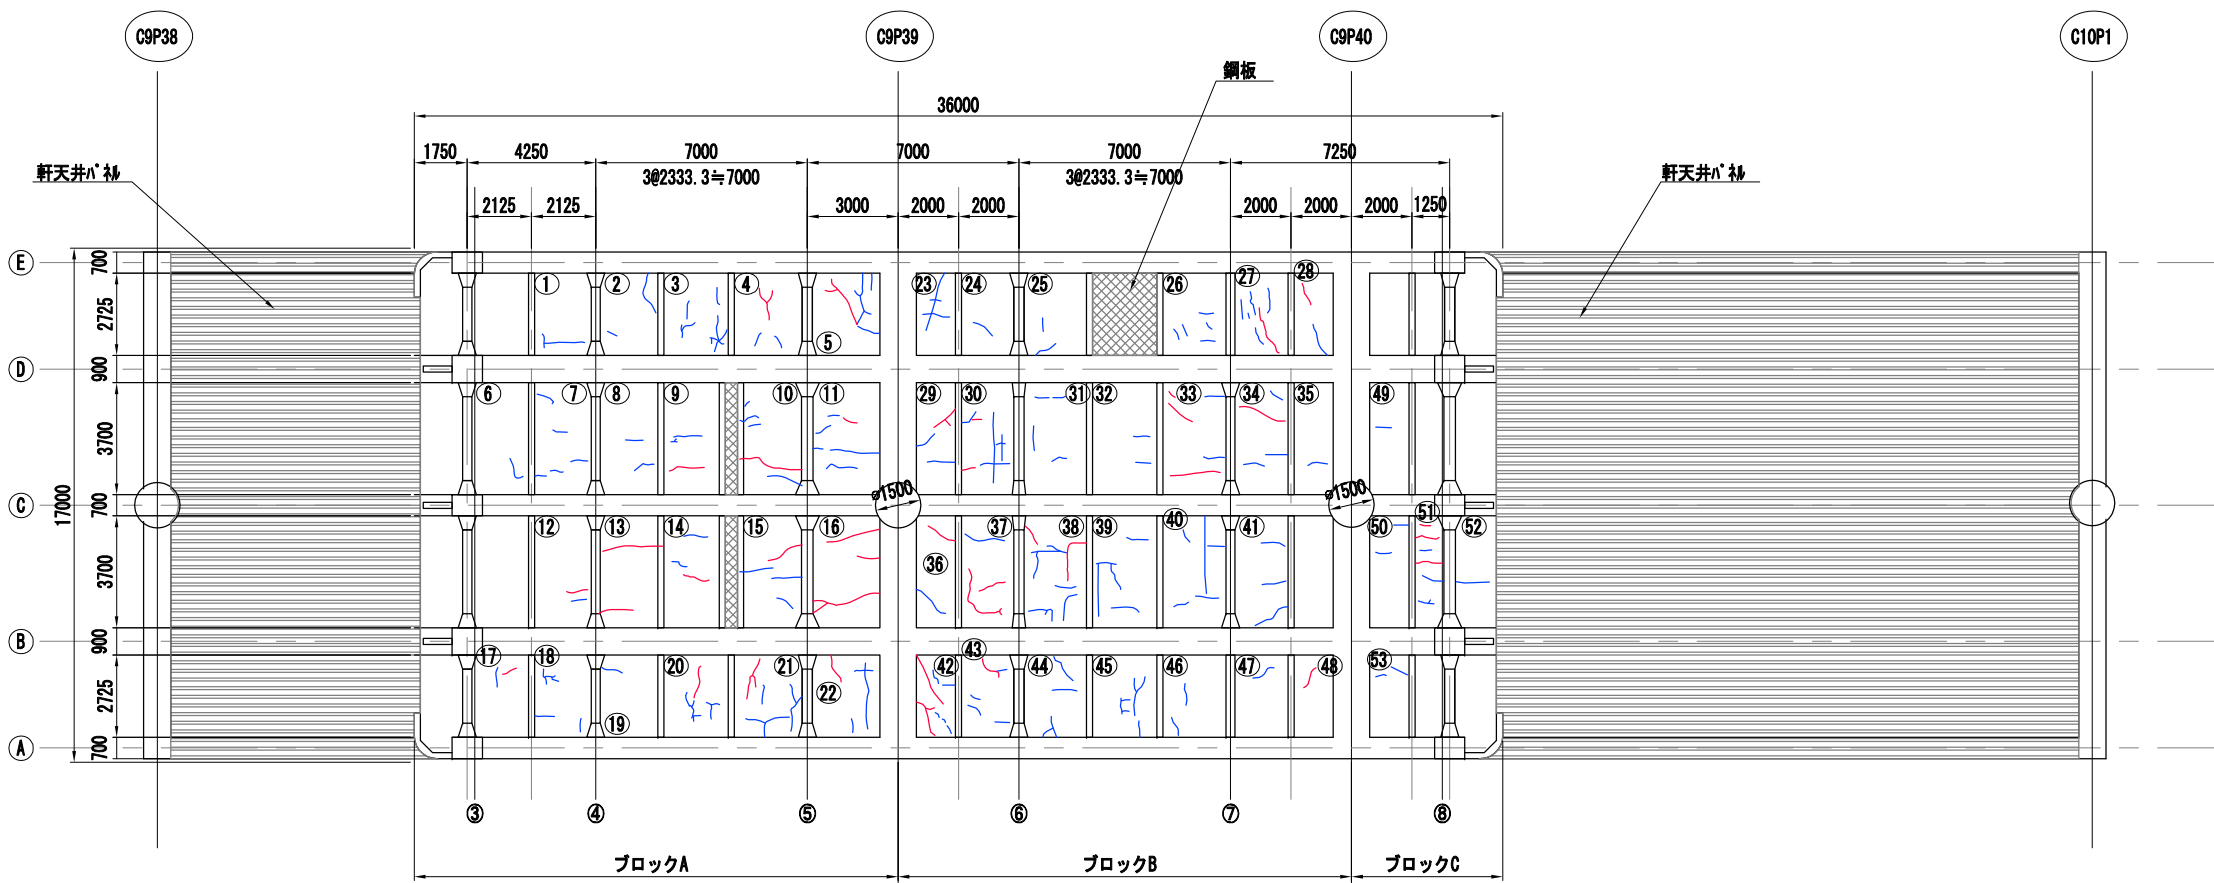 C9P38
C9P39
C9P40
C10P1
鋼板
36000
軒天井ﾊﾟﾈﾙ
1750
4250
7000
7000
7000
7250
軒天井ﾊﾟﾈﾙ
3@2333.3≒7000
3@2333.3≒7000
2125
2125
3000
2000
2000
2000
2000
2000
1250
E
700
① ② ③ ④ ㉓ ㉔ ㉕ ㉖ ㉗ ㉘
2725
⑤
D
900
⑥ ⑦ ⑧ ⑨ ⑩ ⑪ ㉙ ㉚ ㉛ ㉜ ㉝ ㉞ ㉟ 49
3700
17000
C
700
ø1500
ø1500
⑫ ⑬ ⑭ ⑮ ⑯ 37 38 39 40 41 50 51 52
36
3700
B
900
⑰ ⑱ ⑳ ㉑ 42 43 44 45 46 47 48 53
㉒
2725
⑲
A
700
③ ④ ⑤ ⑥ ⑦ ⑧
ブロックA
ブロックB
ブロックC